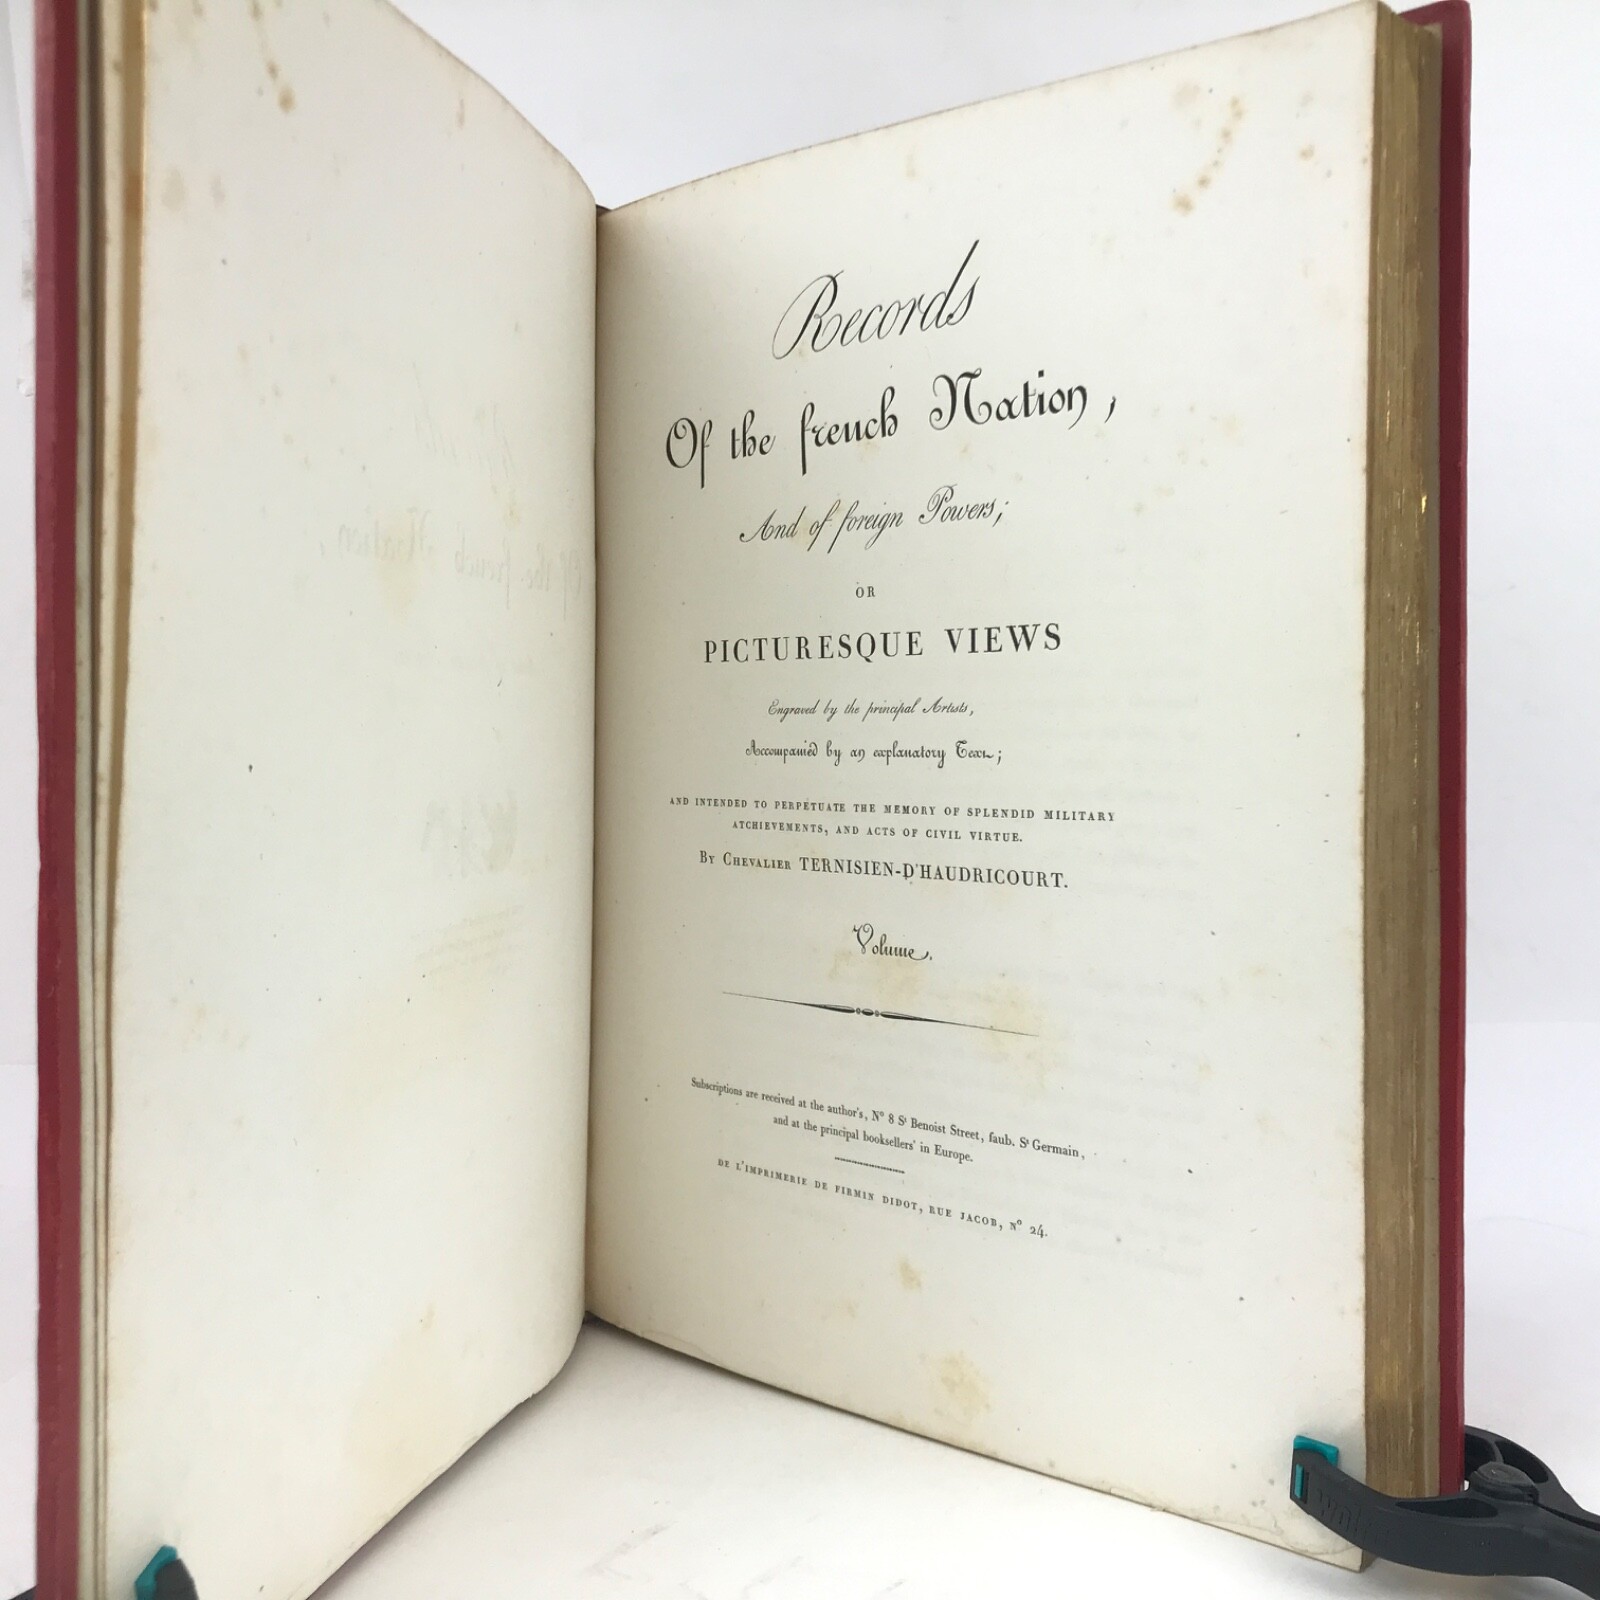 Records
Of the french Nation,
And of foreign Powers;
OR
PICTURESQUE VIEWS
Engraved by the principal Artists,
Accompanied by an explanatory Text;
AND INTENDED TO PERPETUATE THE MEMORY OF SPLENDID MILITARY
ATCHIEVEMENTS, AND ACTS OF CIVIL VIRTUE.
By Chevalier TERNISIEN-D'HAUDRICOURT.
Volume.
Subscriptions are received at the author's, Nº 8 St Benoist Street, faub. St Germain,
and at the principal booksellers' in Europe.
DE L'IMPRIMERIE DE FIRMIN DIDOT, RUE JACOB, Nº 24.